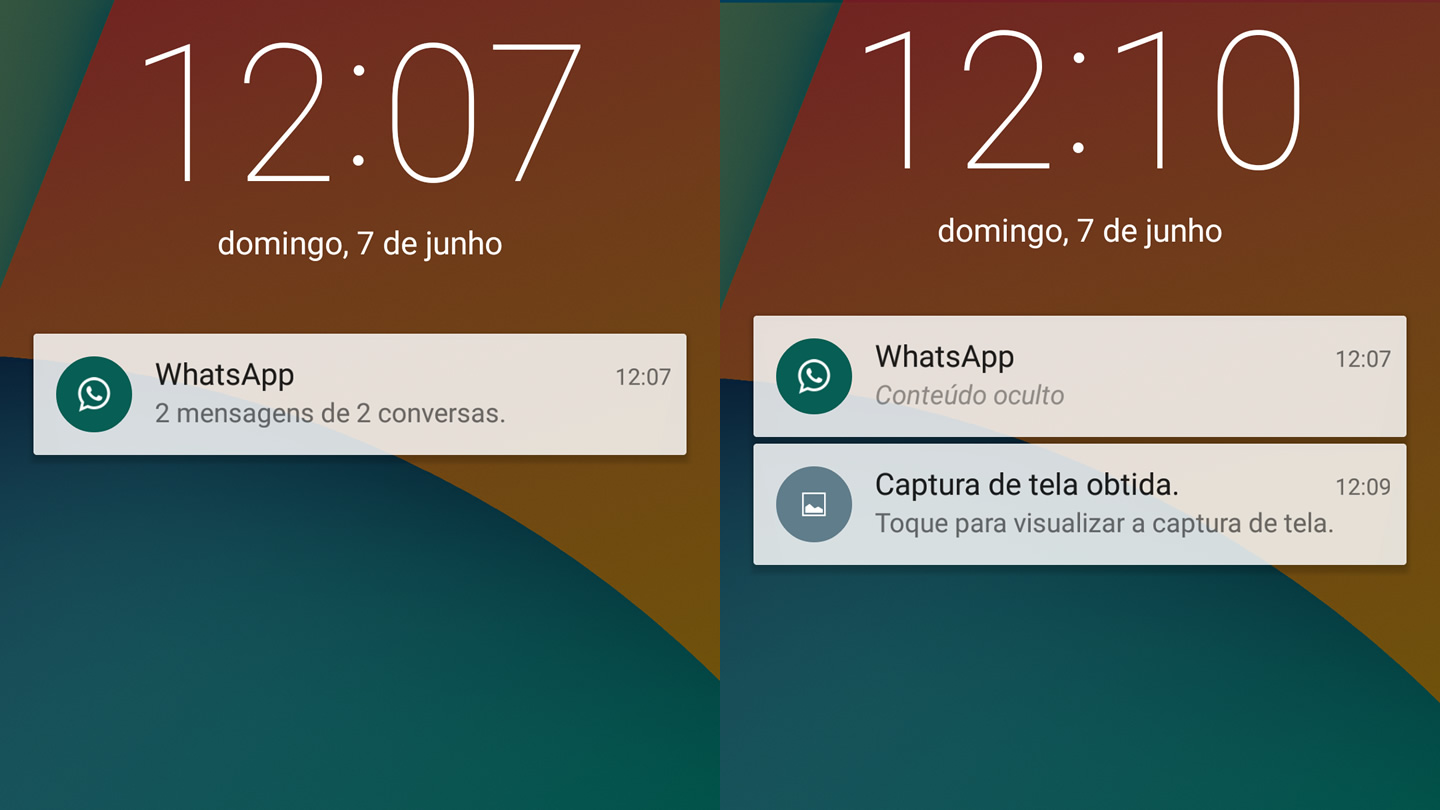 12:07
domingo, 7 de junho
WhatsApp 12:07
2 mensagens de 2 conversas.
12:10
domingo, 7 de junho
WhatsApp 12:07
Conteúdo oculto
Captura de tela obtida. 12:09
Toque para visualizar a captura de tela.